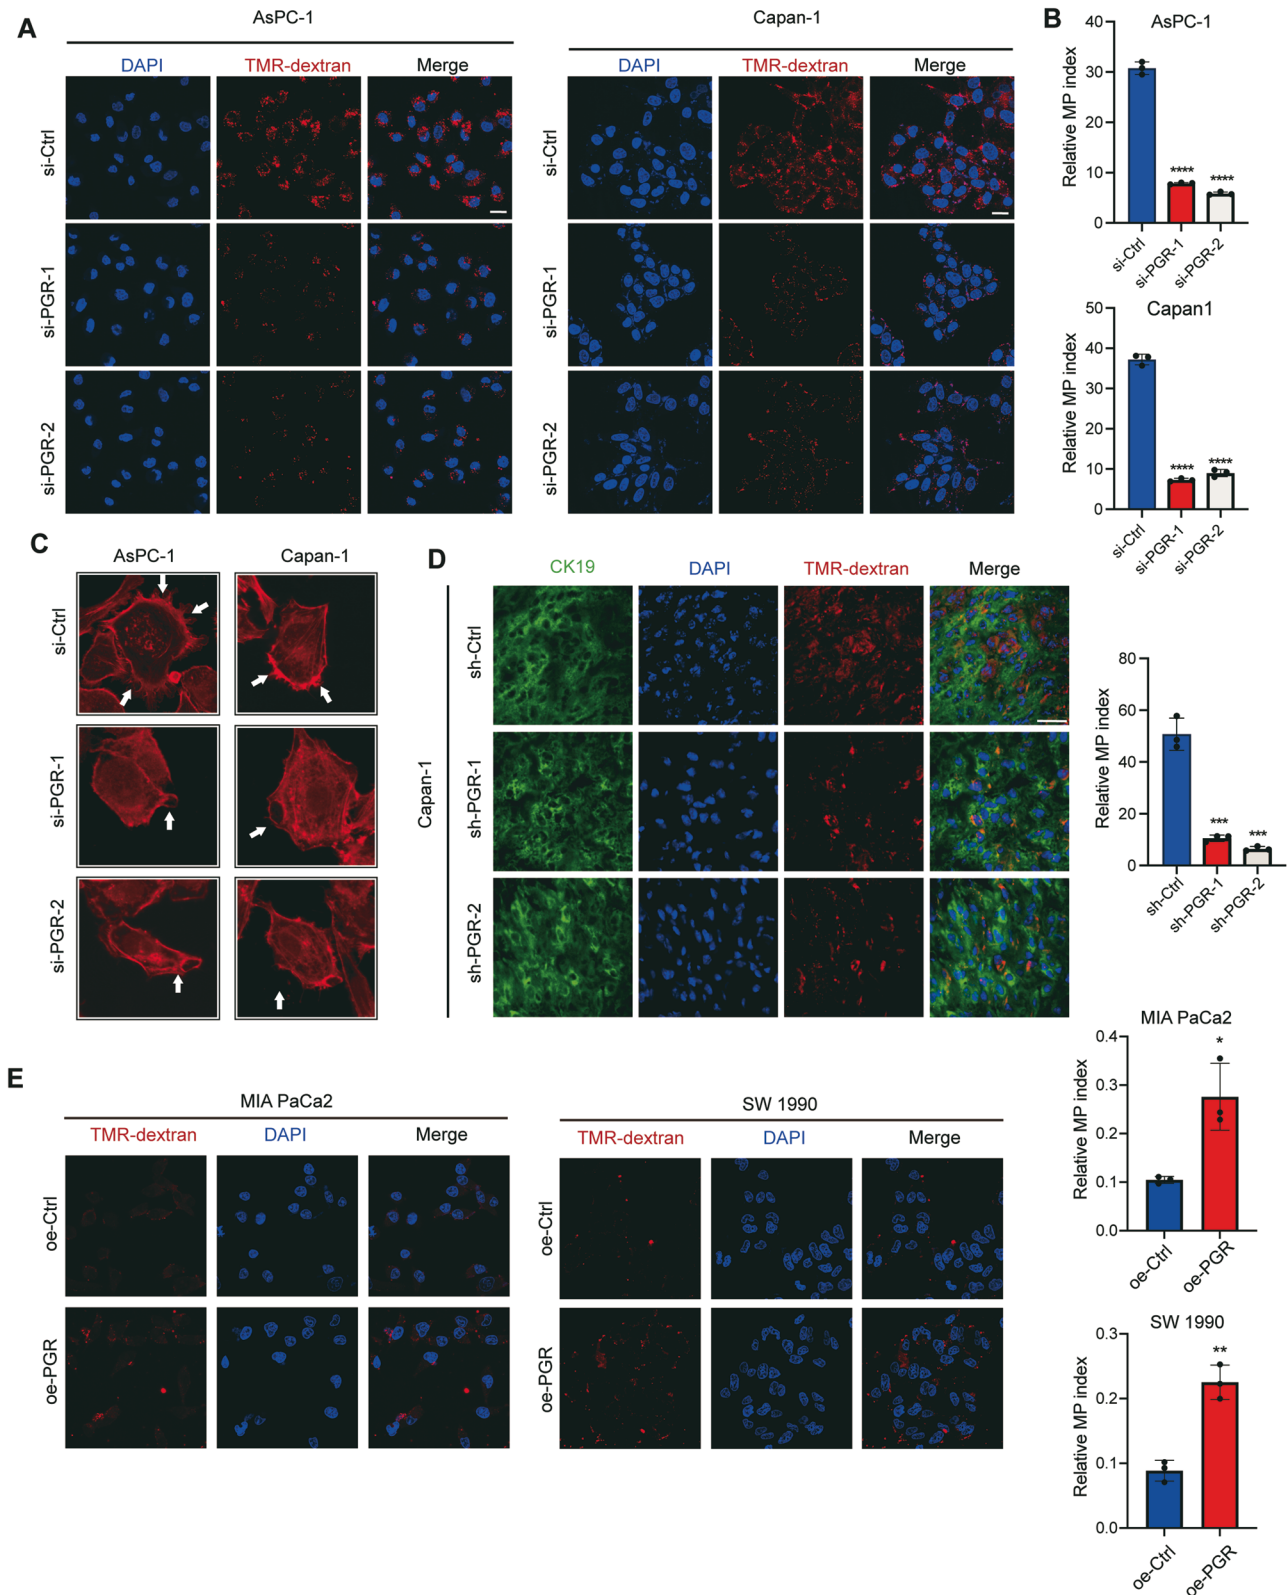 A
AsPC-1
Capan-1
DAPI
TMR-dextran
Merge
DAPI
TMR-dextran
Merge
si-Ctrl
si-PGR-1
si-PGR-2
si-Ctrl
si-PGR-1
si-PGR-2
B
AsPC-1
Relative MP index
40
30
20
10
0
****
****
si-Ctrl
si-PGR-1
si-PGR-2
Capan1
Relative MP index
50
40
30
20
10
0
****
****
si-Ctrl
si-PGR-1
si-PGR-2
C
AsPC-1
Capan-1
si-Ctrl
si-PGR-1
si-PGR-2
D
CK19
DAPI
TMR-dextran
Merge
Capan-1
sh-Ctrl
sh-PGR-1
sh-PGR-2
Relative MP index
80
60
40
20
0
***
***
sh-Ctrl
sh-PGR-1
sh-PGR-2
E
MIA PaCa2
SW 1990
TMR-dextran
DAPI
Merge
TMR-dextran
DAPI
Merge
oe-Ctrl
oe-PGR
oe-Ctrl
oe-PGR
MIA PaCa2
Relative MP index
0.4
0.3
0.2
0.1
0.0
*
oe-Ctrl
oe-PGR
SW 1990
Relative MP index
0.3
0.2
0.1
0.0
**
oe-Ctrl
oe-PGR